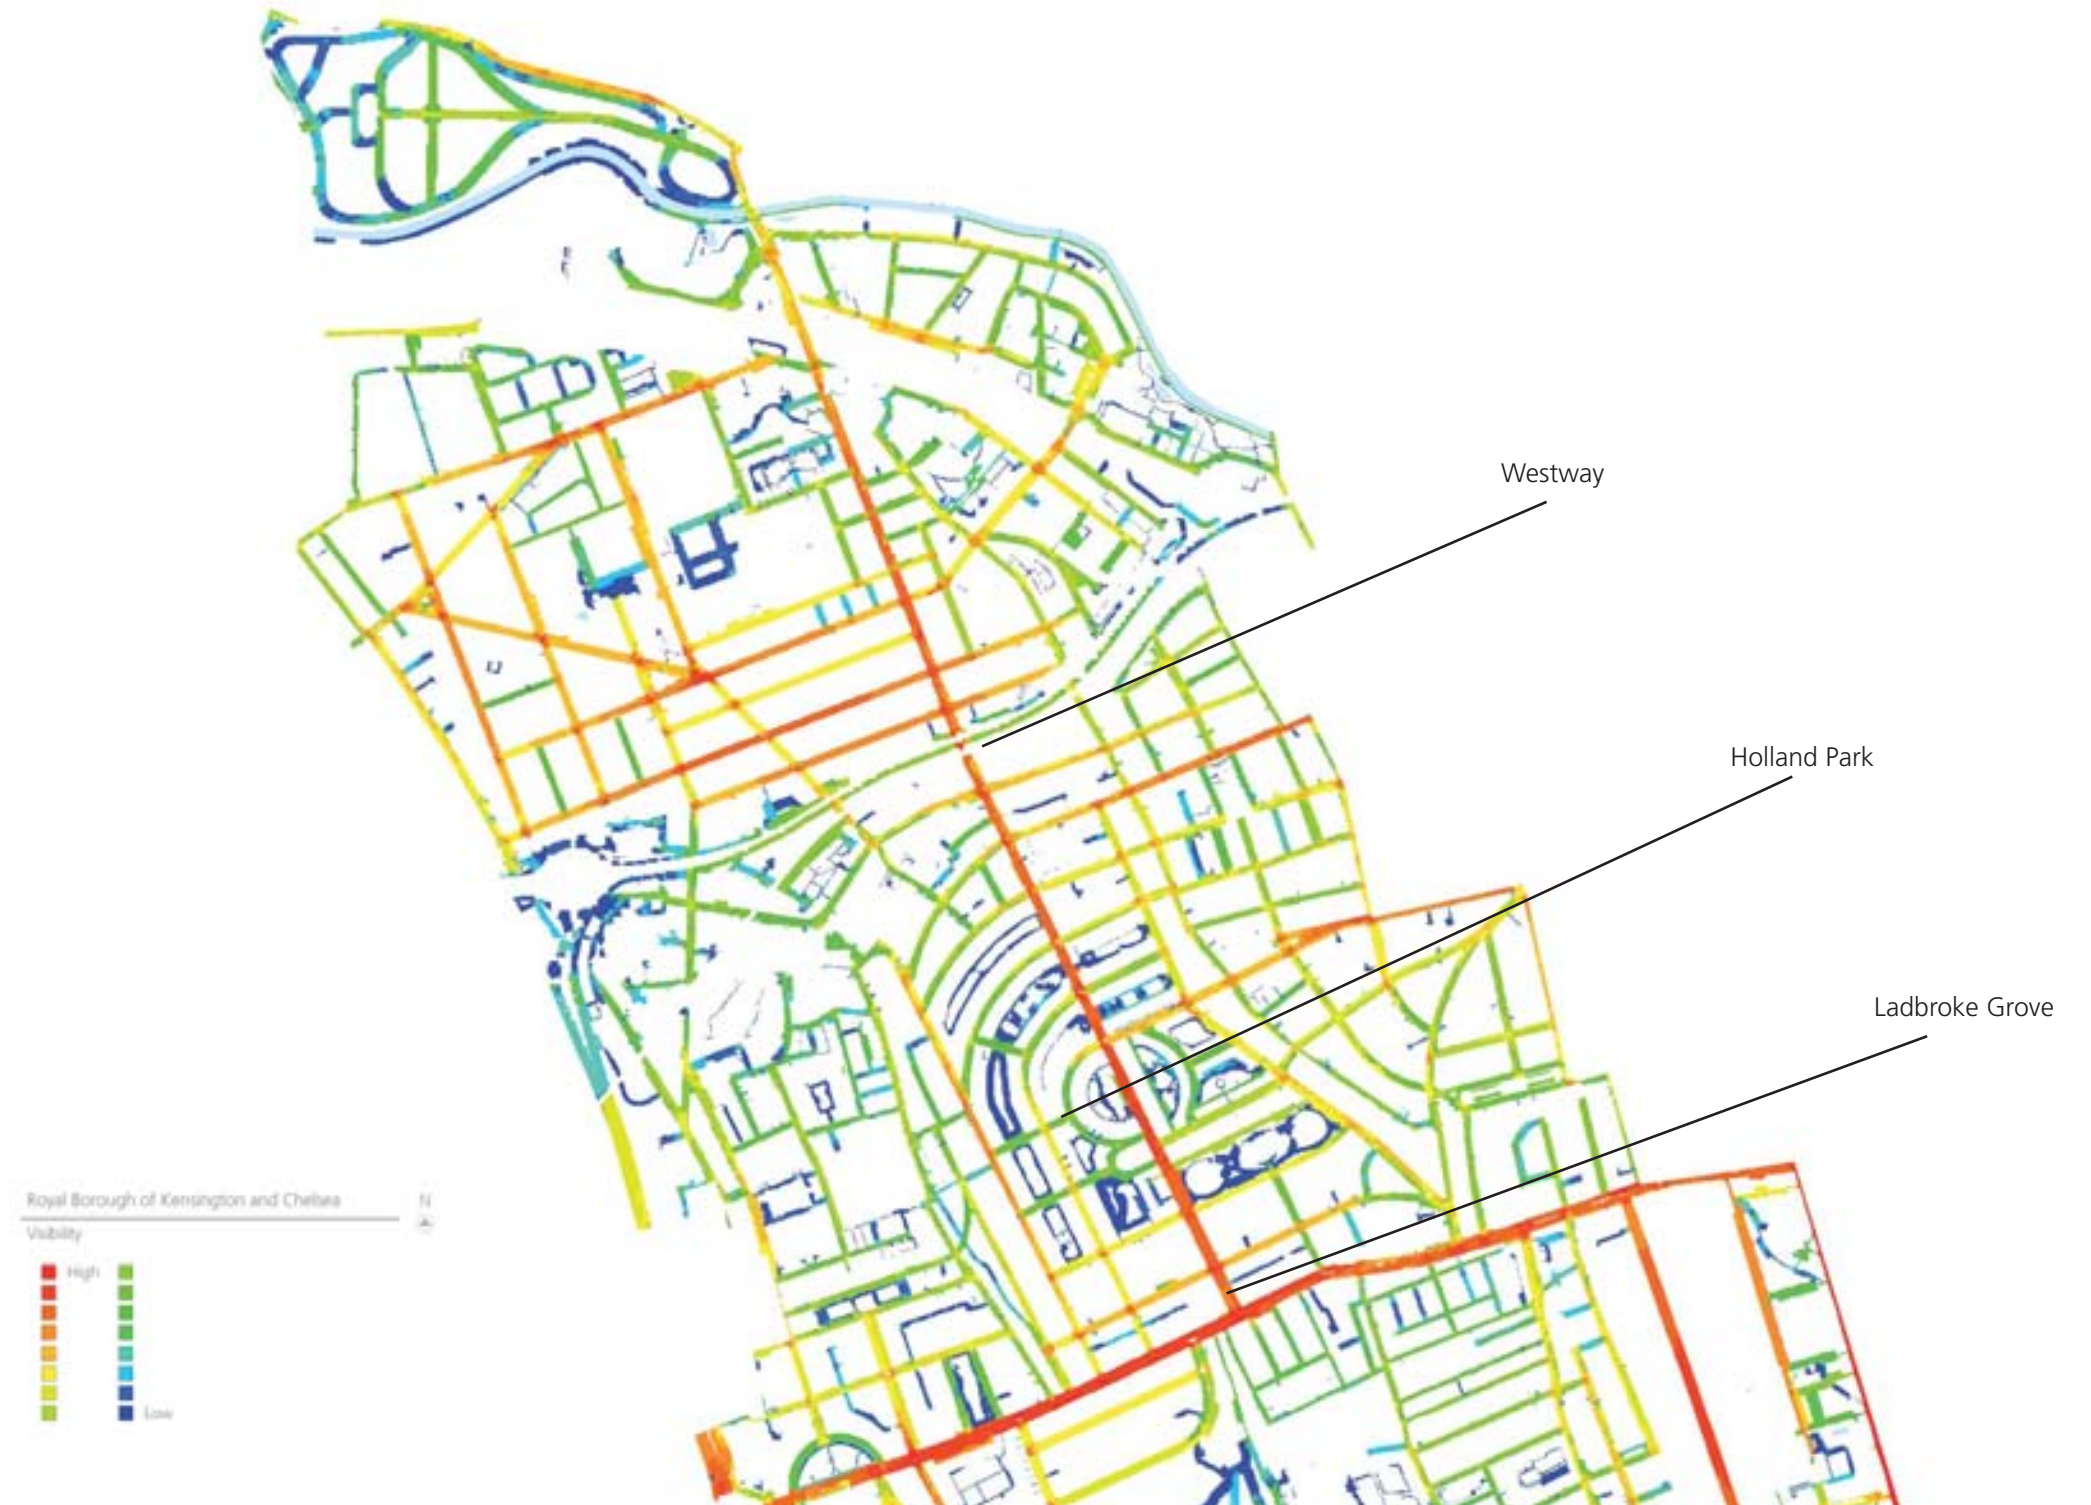 Westway
Holland Park
Ladbroke Grove
Royal Borough of Kensington and Chelsea
N
Visibility
High
Low